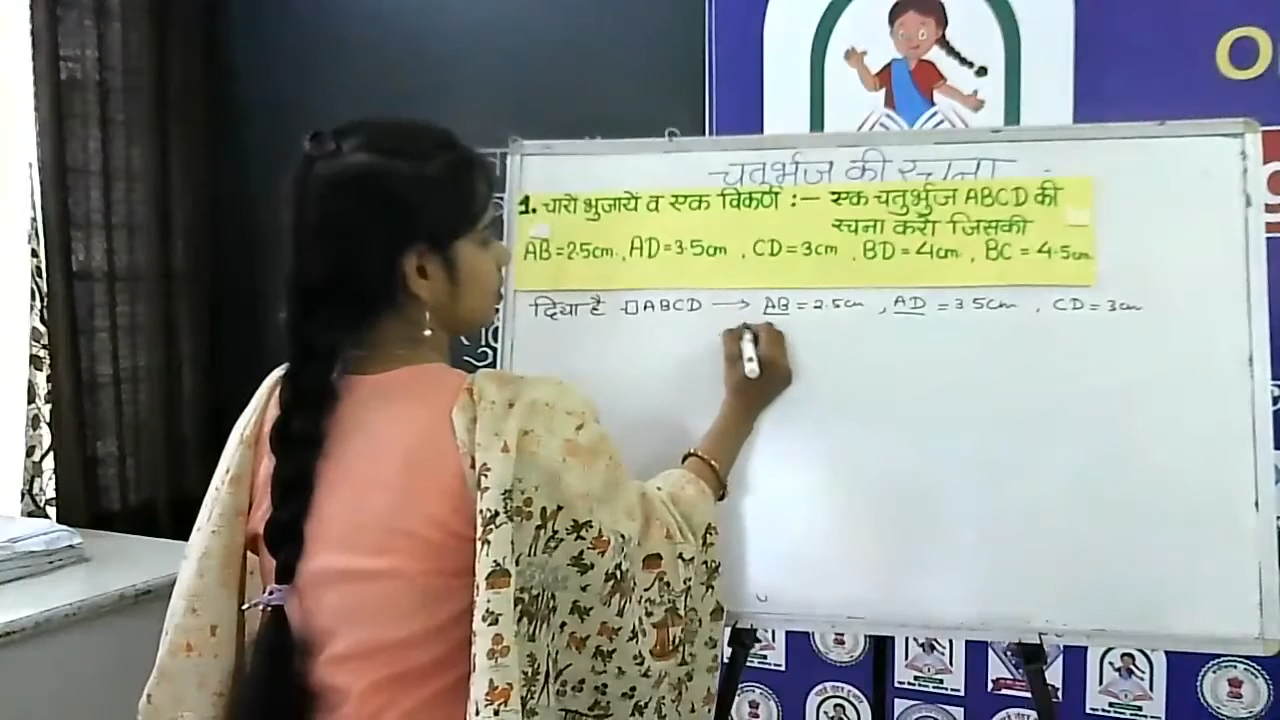 चतुर्भुज की रचना
1. चारों भुजायें व एक विकर्ण :- एक चतुर्भुज ABCD की
रचना करो जिसकी
AB=2.5cm., AD=3.5cm , CD=3cm , BD=4cm , BC = 4.5cm
दिया है □ABCD → AB = 2.5cm , AD = 3.5cm , CD = 3cm